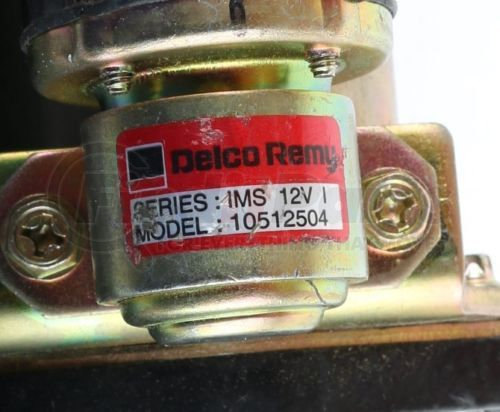 Delco Remy
SERIES : IMS 12V I
MODEL : 10512504